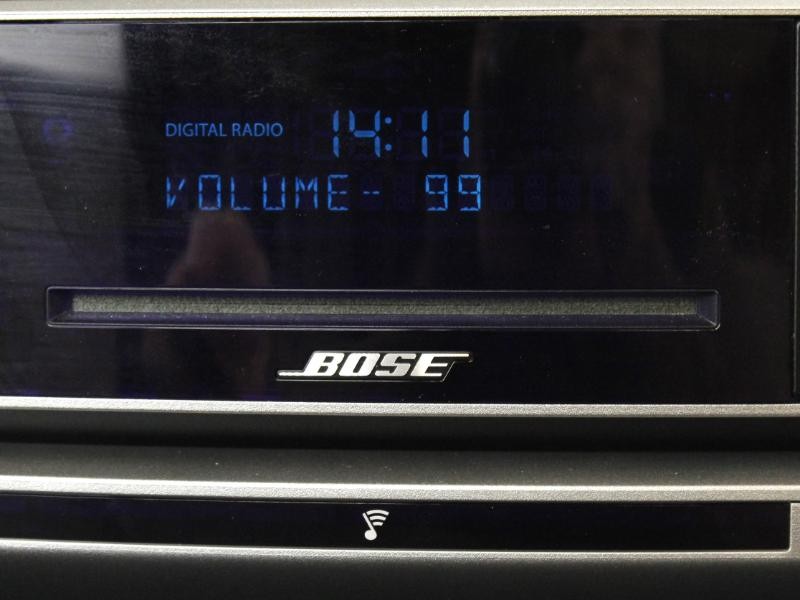 DIGITAL RADIO 14:11
VOLUME- 99
BOSE